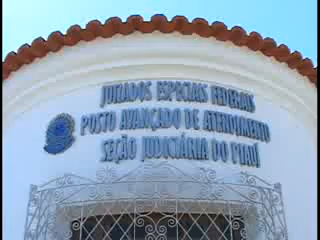 JUIZADOS ESPECIAIS FEDERAIS
POSTO AVANÇADO DE ATENDIMENTO
SEÇÃO JUDICIÁRIA DO PIAUÍ